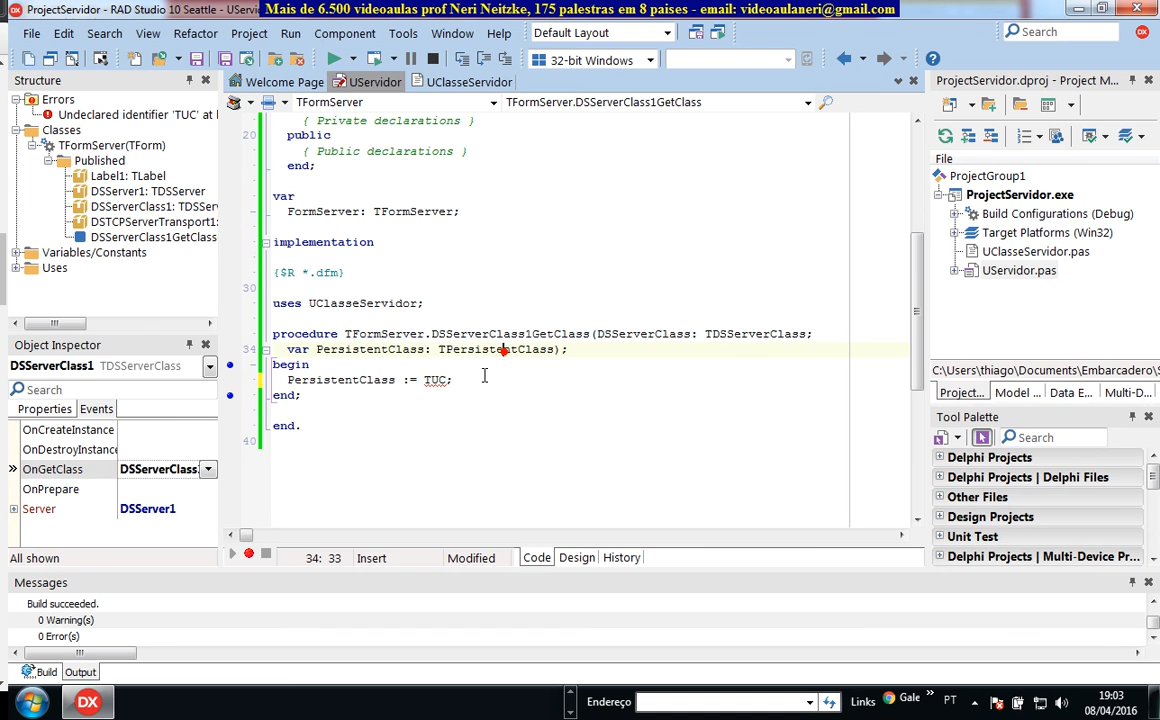 ProjectServidor - RAD Studio 10 Seattle - UServi
Mais de 6.500 videoaulas prof Neri Neitzke, 175 palestras em 8 paises - email: videoaulaneri@gmail.com
File Edit Search View Refactor Project Run Component Tools Window Help
Default Layout
Search
32-bit Windows
Structure
Errors
Undeclared identifier 'TUC' at l
Classes
TFormServer(TForm)
Published
Label1: TLabel
DSServer1: TDSServer
DSServerClass1: TDSSe
DSTCPServerTransport1:
DSServerClass1GetClass
Variables/Constants
Uses
Object Inspector
DSServerClass1 TDSServerClass
Search
Properties Events
OnCreateInstance
OnDestroyInstance
OnGetClass DSServerClass
OnPrepare
Server DSServer1
All shown
Welcome Page UServidor UClasseServidor
TFormServer TFormServer.DSServerClass1GetClass
{ Private declarations }
20 public
{ Public declarations }
end;
var
FormServer: TFormServer;
implementation
{$R *.dfm}
30
uses UClasseServidor;
procedure TFormServer.DSServerClass1GetClass(DSServerClass: TDSServerClass;
34 var PersistentClass: TPersistentClass);
begin
PersistentClass := TUC;
end;
end.
40
34: 33 Insert Modified Code Design History
ProjectServidor.dproj - Project M...
File
ProjectGroup1
ProjectServidor.exe
Build Configurations (Debug)
Target Platforms (Win32)
UClasseServidor.pas
UServidor.pas
C:\Users\thiago\Documents\Embarcadero\S
Project... Model ... Data E... Multi-D...
Tool Palette
Search
Delphi Projects
Delphi Projects | Delphi Files
Other Files
Design Projects
Unit Test
Delphi Projects | Multi-Device Pr...
Messages
Build succeeded.
0 Warning(s)
0 Error(s)
Build Output
DX
Endereço
Links
Gale
PT
19:03
08/04/2016